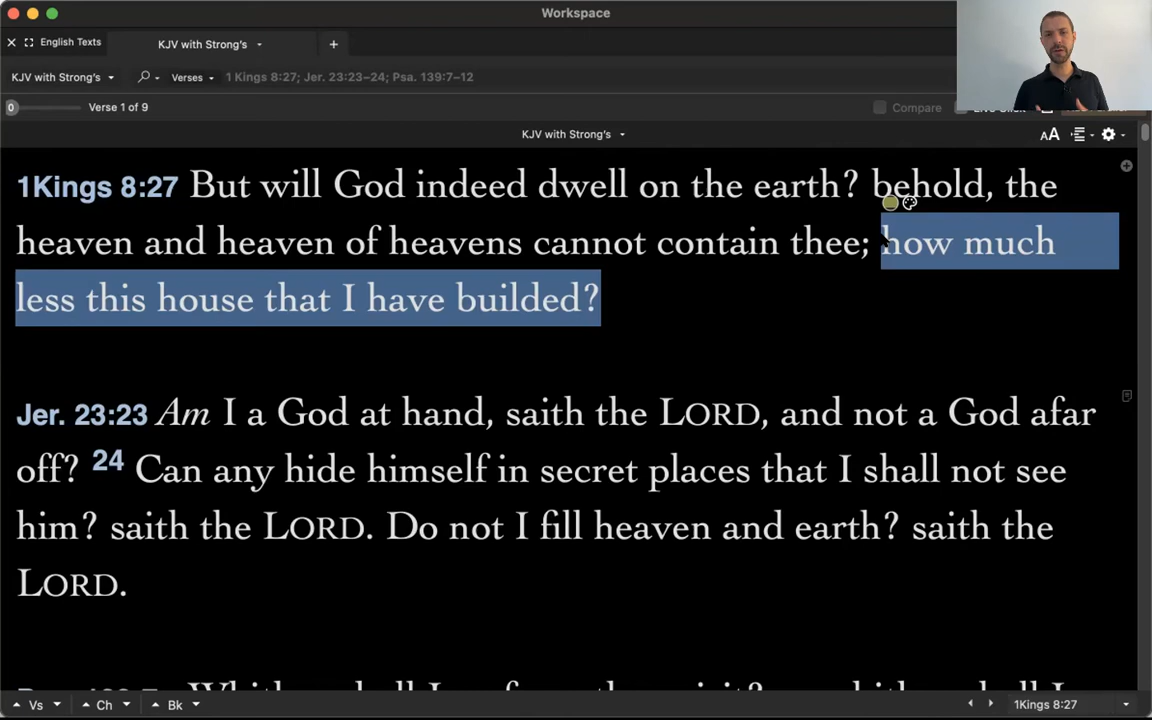 Workspace
English Texts
KJV with Strong's
KJV with Strong's
Verses
1 Kings 8:27; Jer. 23:23–24; Psa. 139:7–12
0
Verse 1 of 9
Compare
KJV with Strong's
AA
1Kings 8:27 But will God indeed dwell on the earth? behold, the
heaven and heaven of heavens cannot contain thee; how much
less this house that I have builded?
Jer. 23:23 Am I a God at hand, saith the LORD, and not a God afar
off? 24 Can any hide himself in secret places that I shall not see
him? saith the LORD. Do not I fill heaven and earth? saith the
LORD.
Vs
Ch
Bk
1Kings 8:27